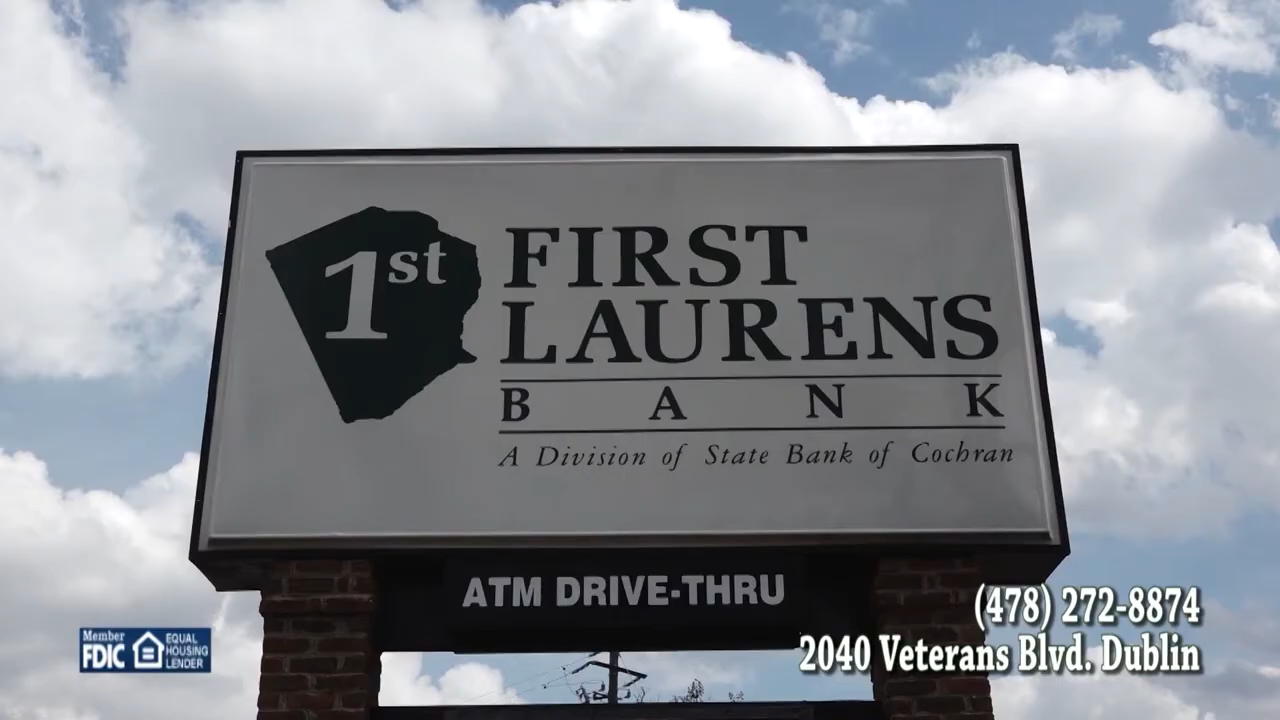 1st
FIRST
LAURENS
BANK
A Division of State Bank of Cochran
ATM DRIVE-THRU
(478) 272-8874
2040 Veterans Blvd. Dublin
Member
FDIC
EQUAL
HOUSING
LENDER